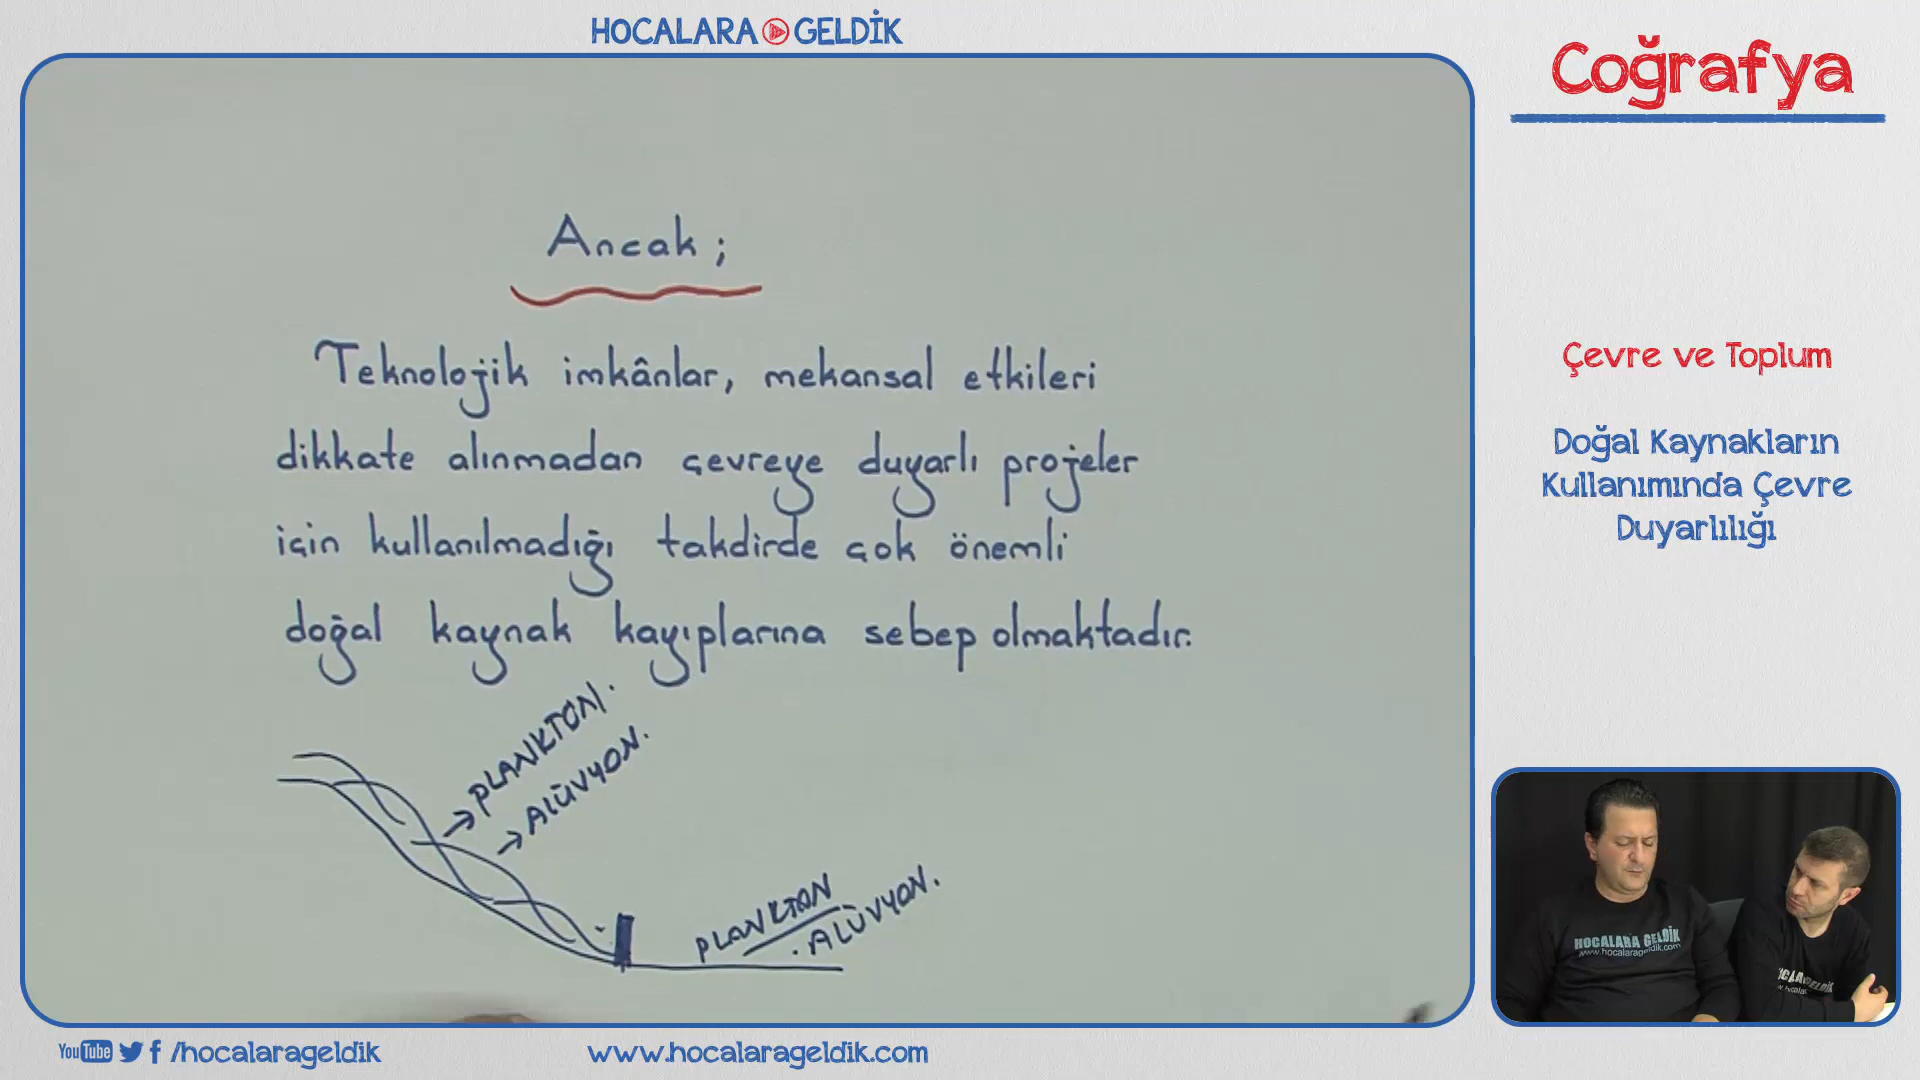 HOCALARA GELDİK
Coğrafya
Ancak;
Teknolojik imkânlar, mekansal etkileri
dikkate alınmadan çevreye duyarlı projeler
için kullanılmadığı takdirde çok önemli
doğal kaynak kayıplarına sebep olmaktadır.
→ PLANKTON.
→ ALÜVYON.
PLANKTON
. ALÜVYON.
Çevre ve Toplum
Doğal Kaynakların
Kullanımında Çevre
Duyarlılığı
HOCALARA GELDİK
www.hocalarageldik.com
YouTube /hocalarageldik
www.hocalarageldik.com